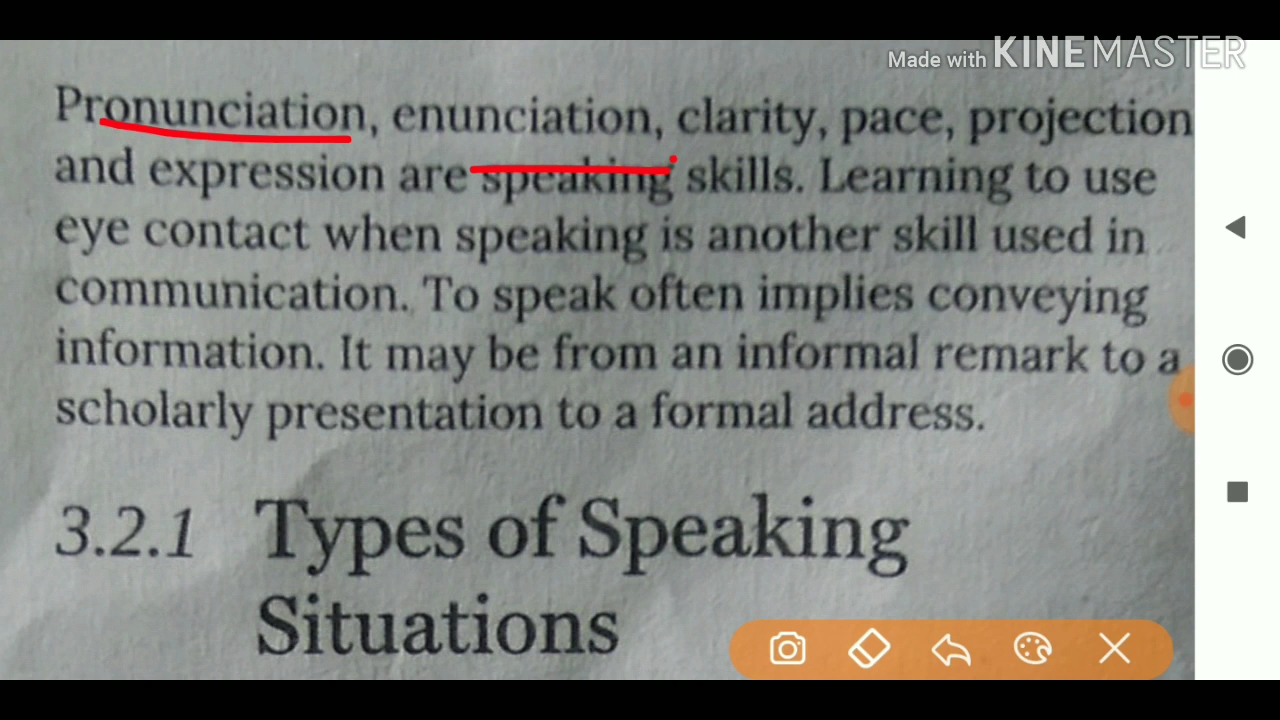 Made with KINEMASTER
Pronunciation, enunciation, clarity, pace, projection
and expression are speaking skills. Learning to use
eye contact when speaking is another skill used in
communication. To speak often implies conveying
information. It may be from an informal remark to a
scholarly presentation to a formal address.
3.2.1 Types of Speaking
Situations